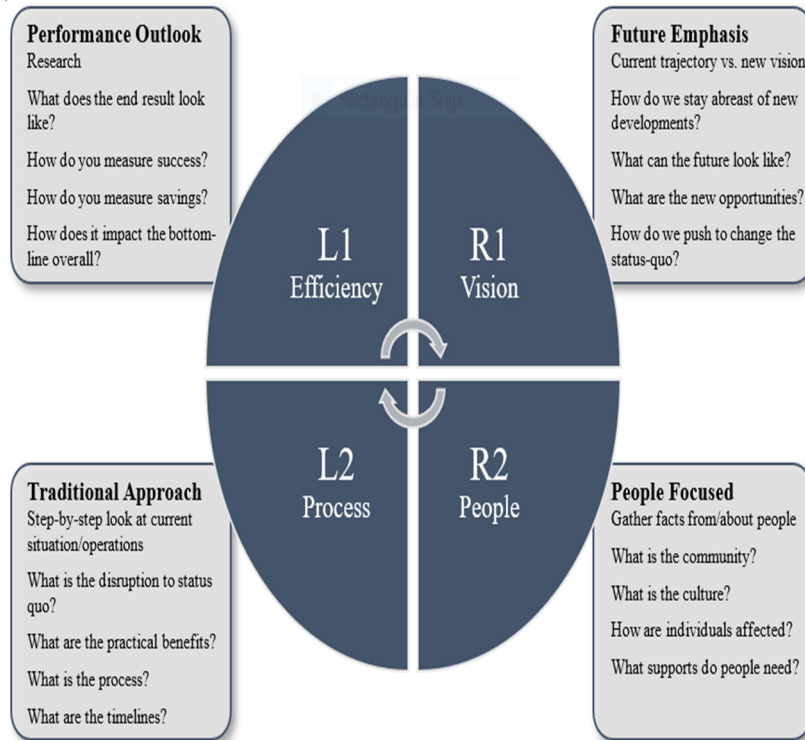 Performance Outlook
Research
What does the end result look
like?
How do you measure success?
How do you measure savings?
How does it impact the bottom-
line overall?
Future Emphasis
Current trajectory vs. new vision
How do we stay abreast of new
developments?
What can the future look like?
What are the new opportunities?
How do we push to change the
status-quo?
Rectangular Snip
L1
Efficiency
R1
Vision
L2
Process
R2
People
Traditional Approach
Step-by-step look at current
situation/operations
What is the disruption to status
quo?
What are the practical benefits?
What is the process?
What are the timelines?
People Focused
Gather facts from/about people
What is the community?
What is the culture?
How are individuals affected?
What supports do people need?